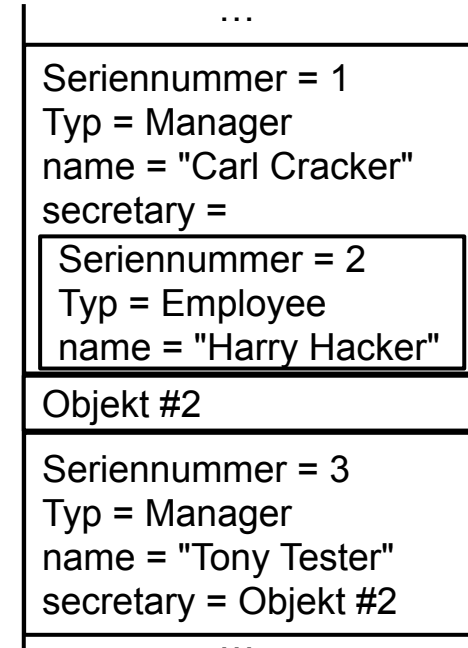 ...
Seriennummer = 1
Typ = Manager
name = "Carl Cracker"
secretary =
Seriennummer = 2
Typ = Employee
name = "Harry Hacker"
Objekt #2
Seriennummer = 3
Typ = Manager
name = "Tony Tester"
secretary = Objekt #2
...